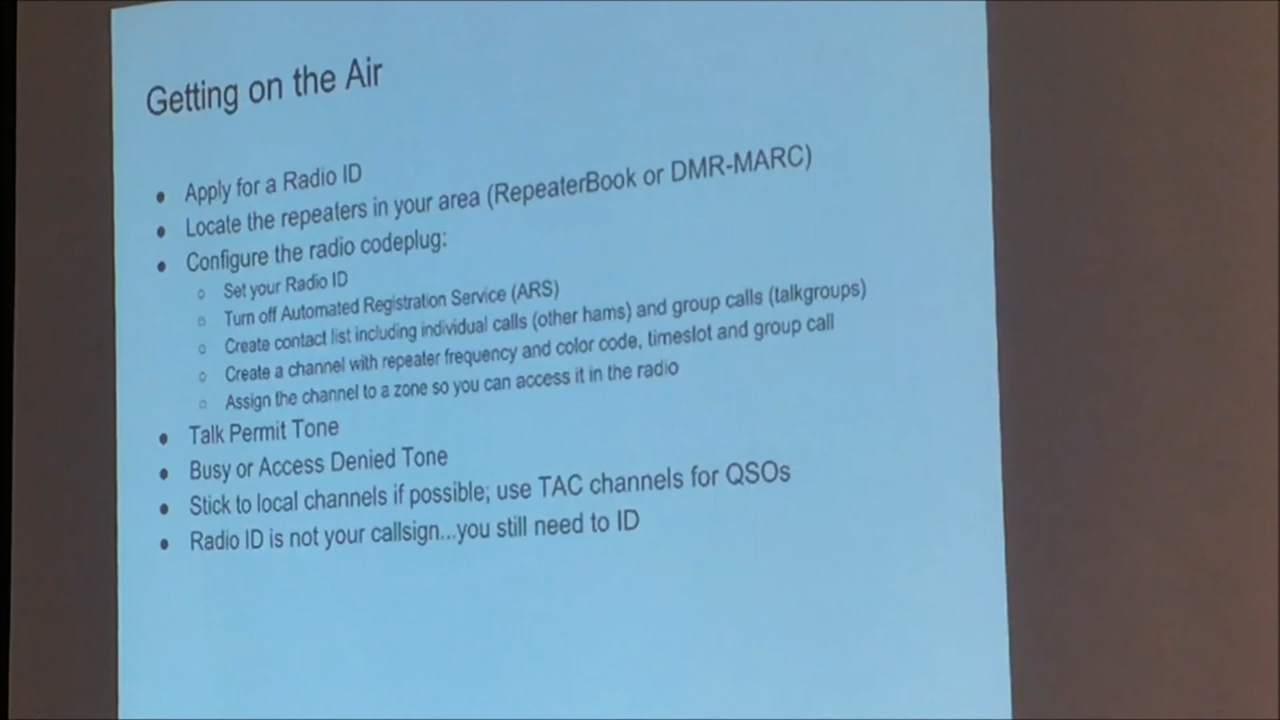 Getting on the Air
● Apply for a Radio ID
● Locate the repeaters in your area (RepeaterBook or DMR-MARC)
● Configure the radio codeplug:
○ Set your Radio ID
○ Turn off Automated Registration Service (ARS)
○ Create contact list including individual calls (other hams) and group calls (talkgroups)
○ Create a channel with repeater frequency and color code, timeslot and group call
○ Assign the channel to a zone so you can access it in the radio
● Talk Permit Tone
● Busy or Access Denied Tone
● Stick to local channels if possible; use TAC channels for QSOs
● Radio ID is not your callsign...you still need to ID